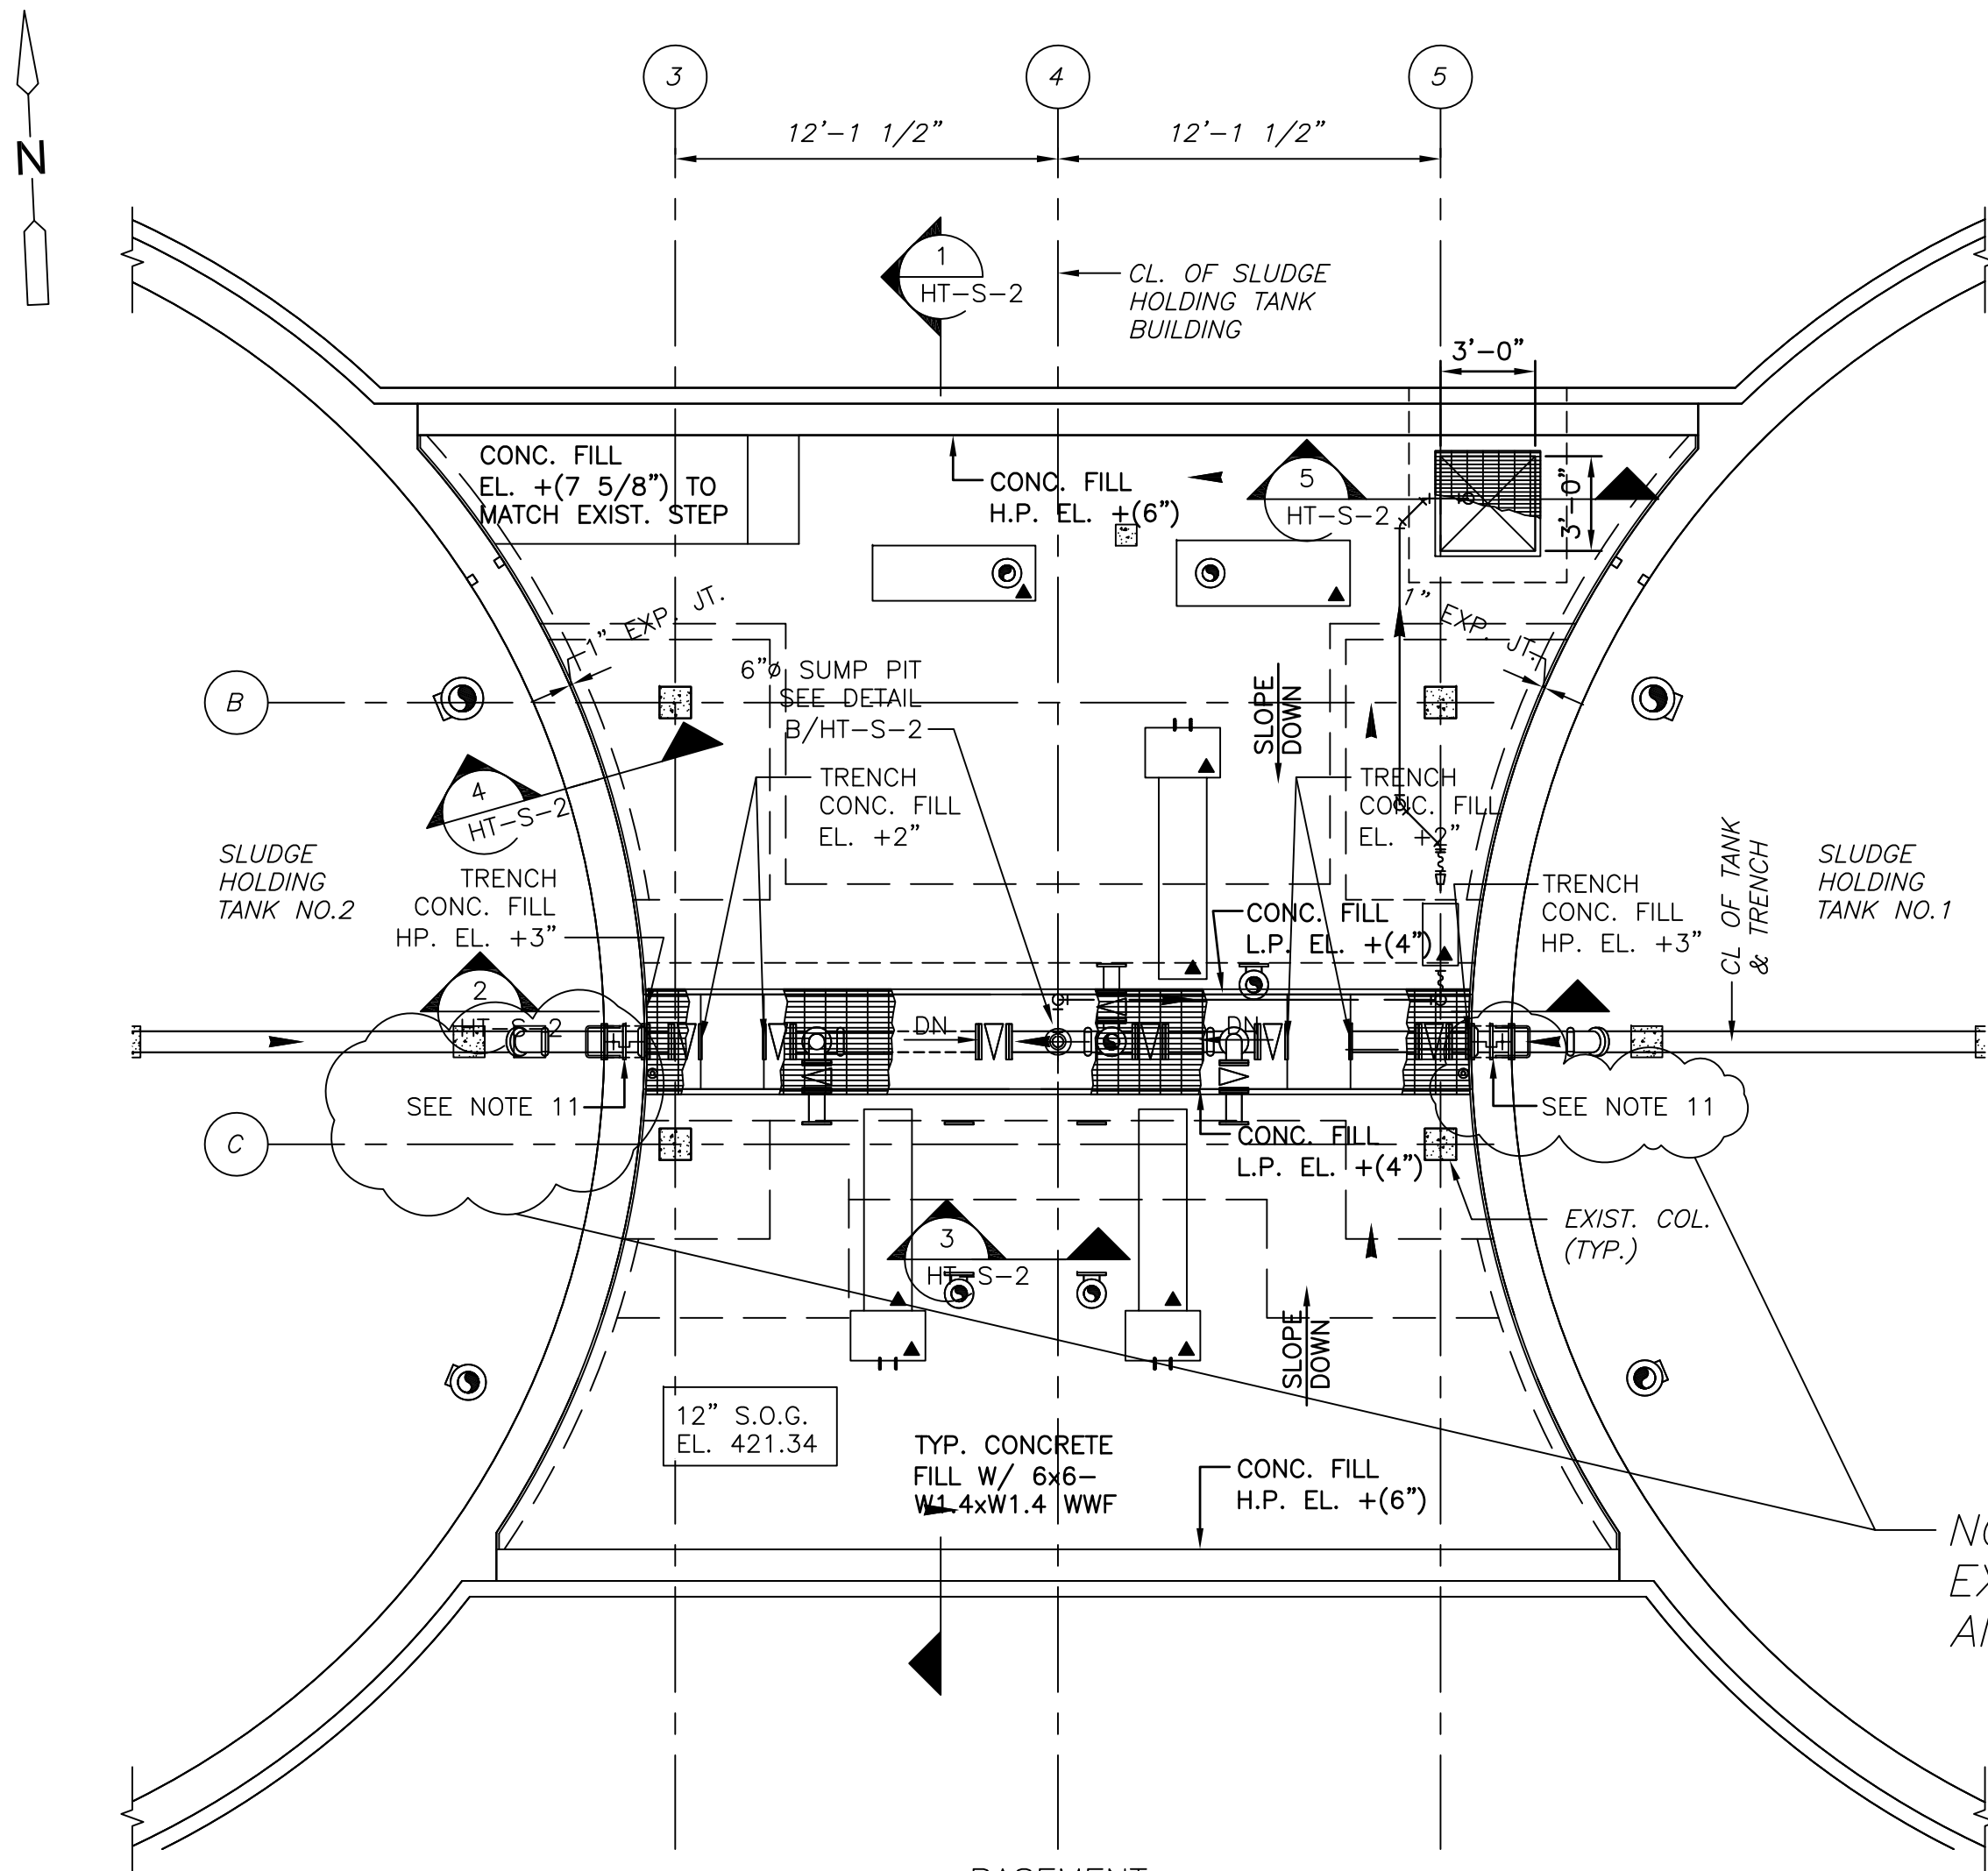 N
3
4
5
12'-1 1/2"
12'-1 1/2"
1
HT-S-2
CL. OF SLUDGE
HOLDING TANK
BUILDING
3'-0"
CONC. FILL
EL. +(7 5/8") TO
MATCH EXIST. STEP
CONC. FILL
H.P. EL. +(6")
5
HT-S-2
3'-0"
1" EXP. JT.
1" EXP. JT.
6"ø SUMP PIT
SEE DETAIL
B/HT-S-2
SLOPE
DOWN
B
4
HT-S-2
TRENCH
CONC. FILL
EL. +2"
TRENCH
CONC. FILL
EL. +2"
SLUDGE
HOLDING
TANK NO.2
TRENCH
CONC. FILL
HP. EL. +3"
CONC. FILL
L.P. EL. +(4")
TRENCH
CONC. FILL
HP. EL. +3"
CL OF TANK
& TRENCH
SLUDGE
HOLDING
TANK NO.1
2
HT-S-2
DN
DN
SEE NOTE 11
SEE NOTE 11
C
CONC. FILL
L.P. EL. +(4")
EXIST. COL.
(TYP.)
3
HT-S-2
SLOPE
DOWN
12" S.O.G.
EL. 421.34
TYP. CONCRETE
FILL W/ 6x6-
W1.4xW1.4 WWF
CONC. FILL
H.P. EL. +(6")
BASEMENT